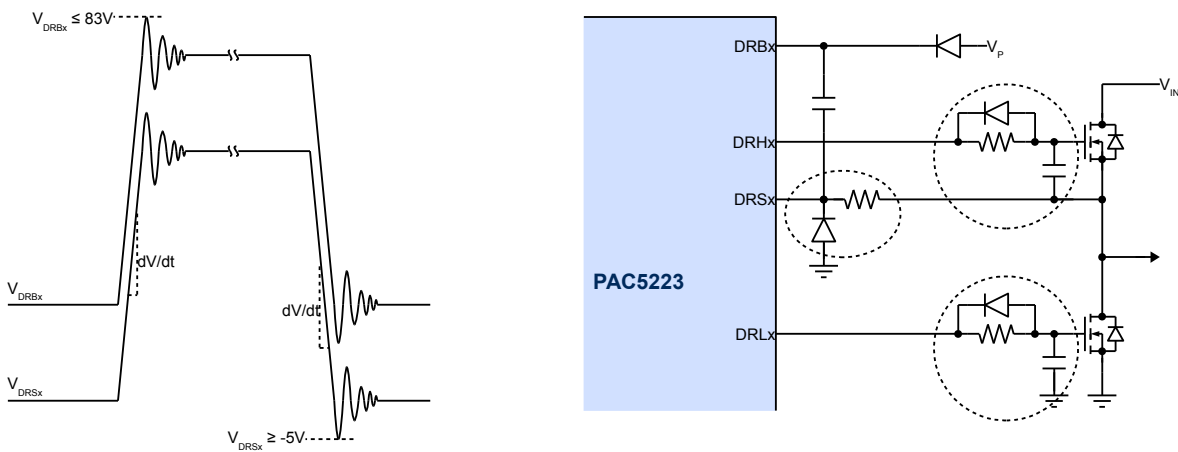 V_DRBx ≤ 83V
dV/dt
V_DRBx
dV/dt
V_DRSx
V_DRSx ≥ -5V
DRBx
V_P
V_IN
DRHx
DRSx
PAC5223
DRLx